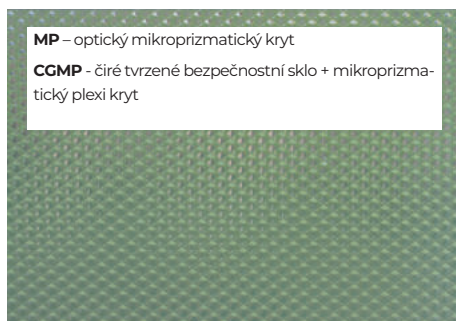 MP – optický mikroprizmatický kryt
CGMP - čiré tvrzené bezpečnostní sklo + mikroprizma-
tický plexi kryt